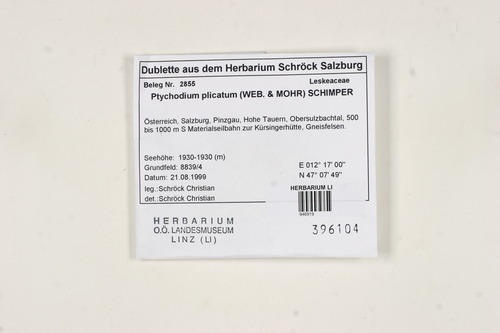 Dublette aus dem Herbarium Schröck Salzburg
Beleg Nr. 2855 Leskeaceae
Ptychodium plicatum (WEB. & MOHR) SCHIMPER
Österreich, Salzburg, Pinzgau, Hohe Tauern, Obersulzbachtal, 500
bis 1000 m S Materialseilbahn zur Kürsingerhütte, Gneisfelsen.
Seehöhe: 1930-1930 (m) E 012° 17' 00"
Grundfeld: 8839/4 N 47° 07' 49"
Datum: 21.08.1999
leg.:Schröck Christian HERBARIUM LI
det.:Schröck Christian
HERBARIUM
O.Ö. LANDESMUSEUM
LINZ (LI)
396104